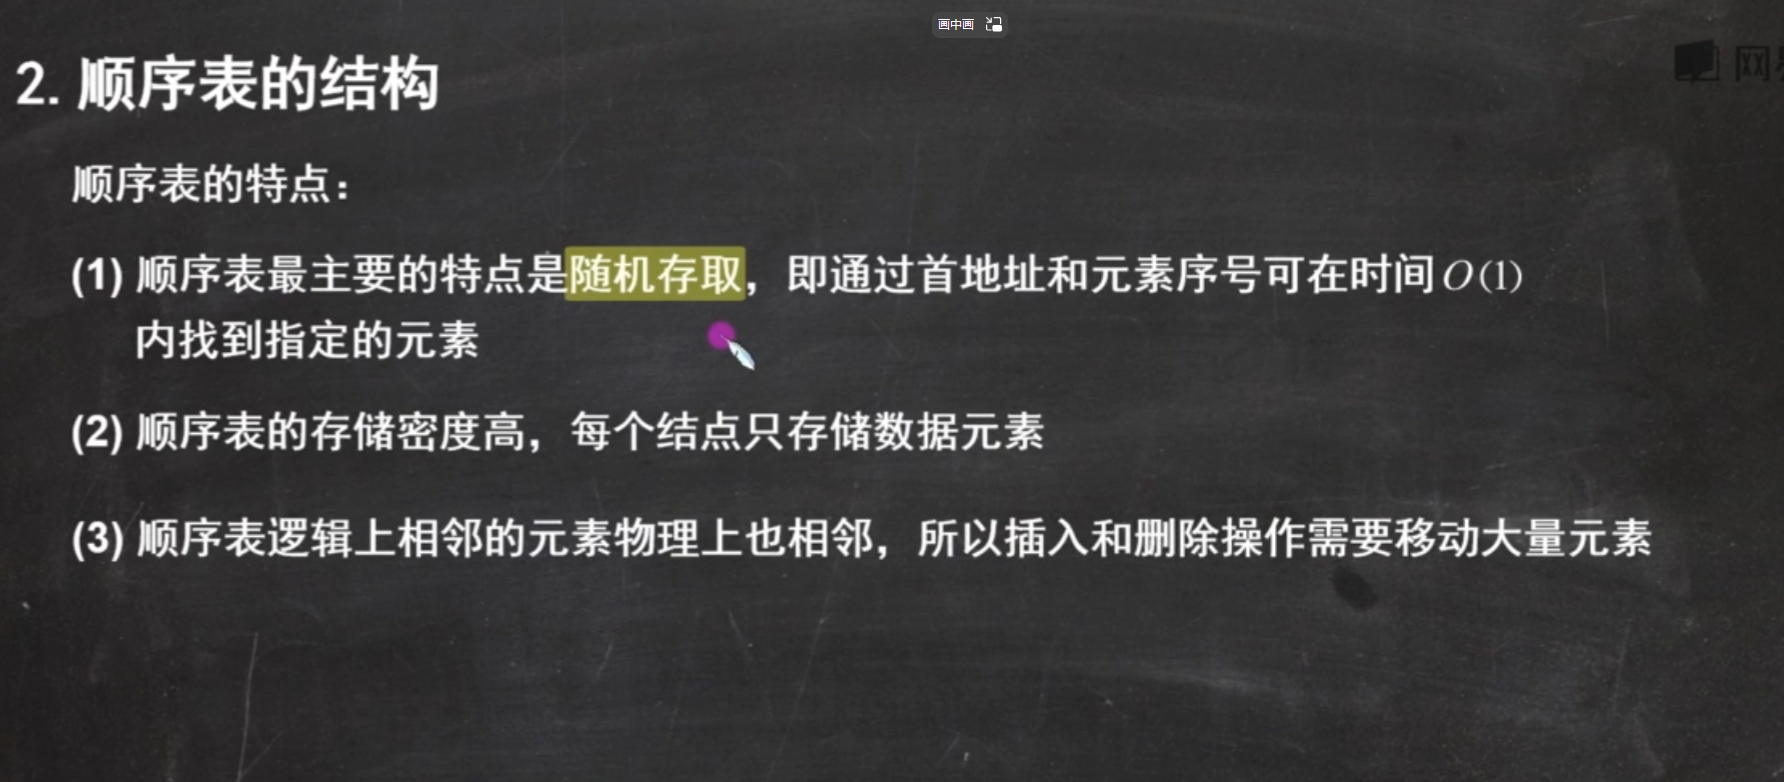 画中画
网
2. 顺序表的结构
顺序表的特点：
(1) 顺序表最主要的特点是随机存取，即通过首地址和元素序号可在时间O(1)
内找到指定的元素
(2) 顺序表的存储密度高，每个结点只存储数据元素
(3) 顺序表逻辑上相邻的元素物理上也相邻，所以插入和删除操作需要移动大量元素